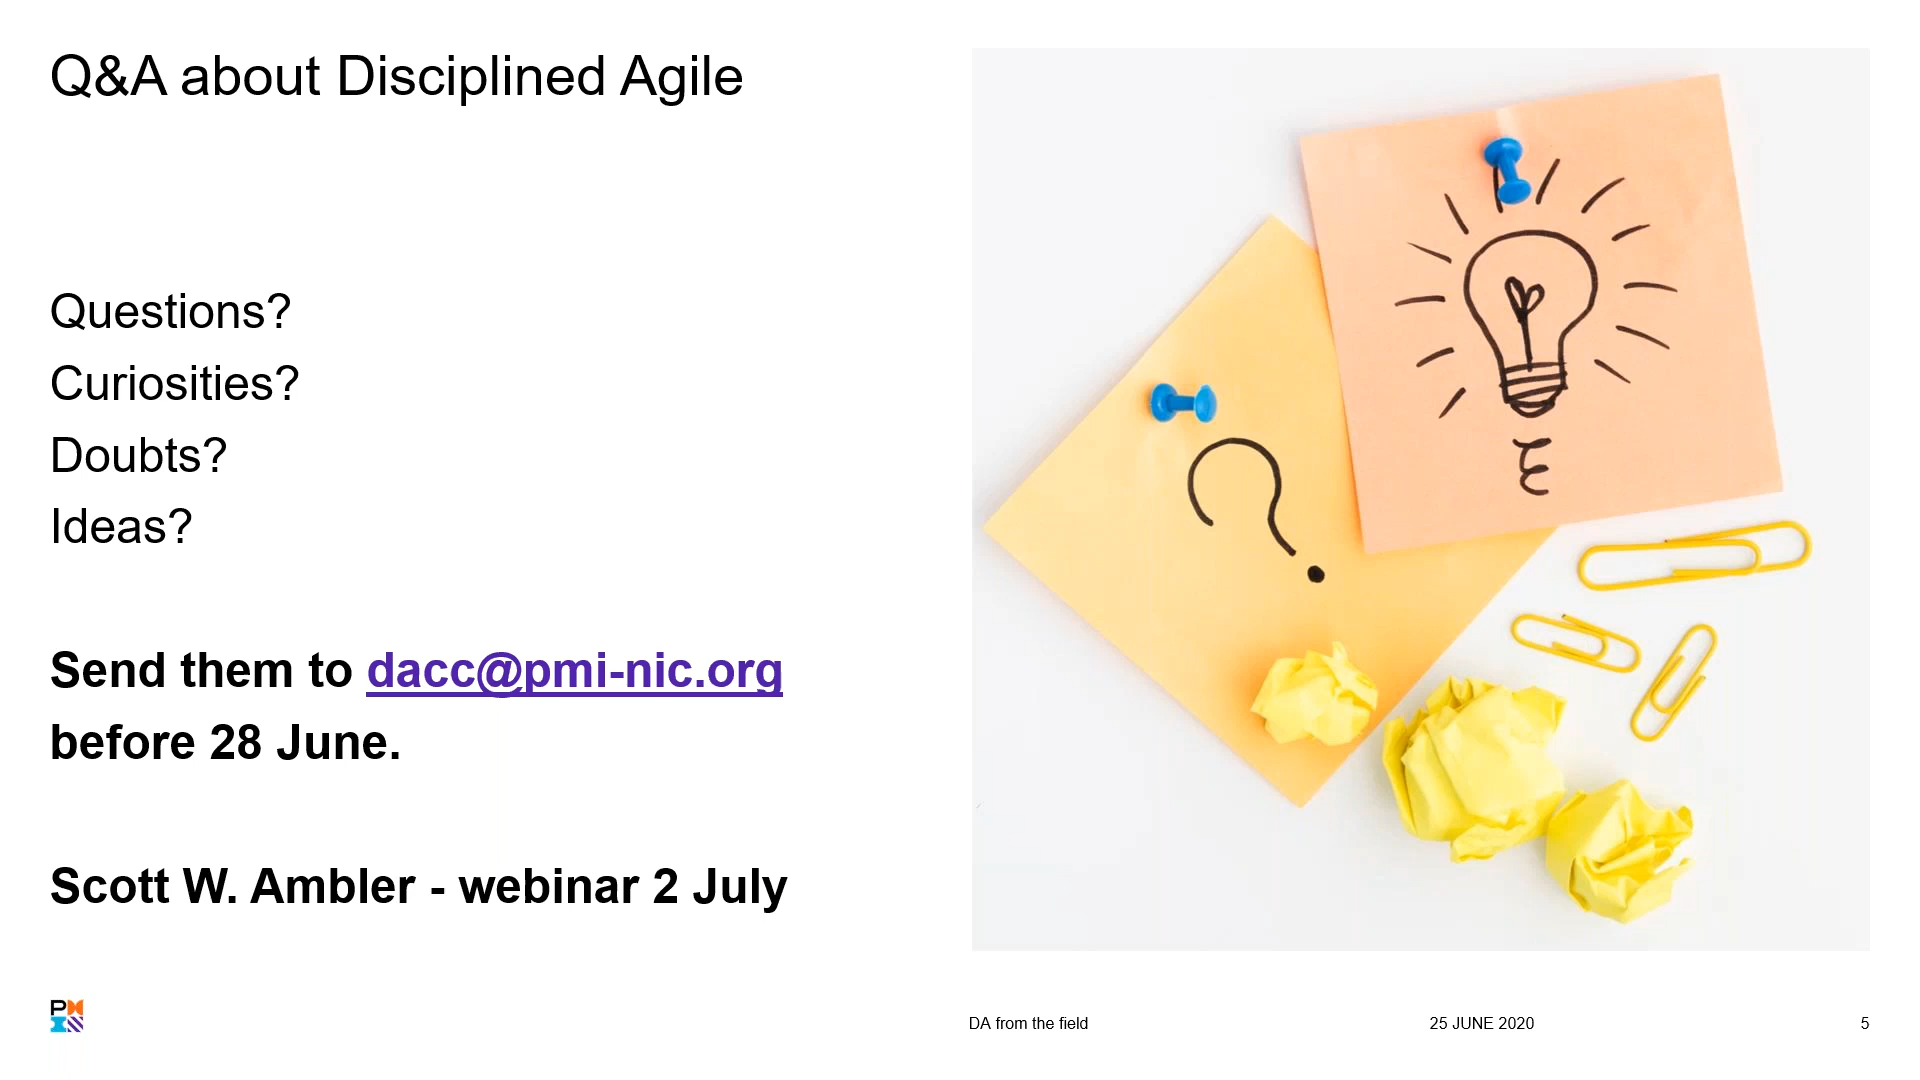 Q&A about Disciplined Agile
Questions?
Curiosities?
Doubts?
Ideas?
Send them to dacc@pmi-nic.org
before 28 June.
Scott W. Ambler - webinar 2 July
?
DA from the field
25 JUNE 2020
5